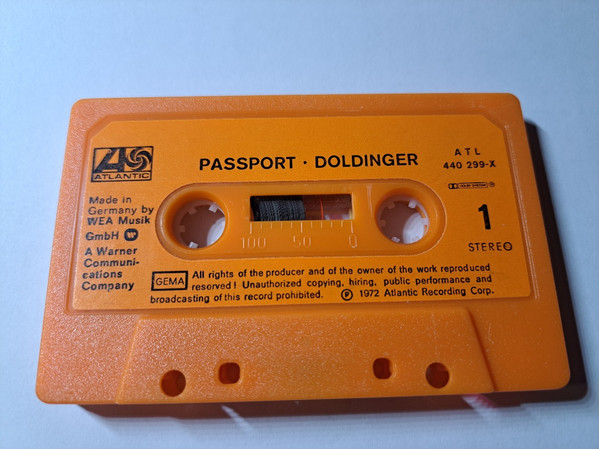 ATLANTIC
PASSPORT · DOLDINGER
ATL
440 299-X
Made in
Germany by
WEA Musik
GmbH
A Warner
Communi-
cations
Company
100 50 0
1
STEREO
GEMA
All rights of the producer and of the owner of the work reproduced
reserved! Unauthorized copying, hiring, public performance and
broadcasting of this record prohibited. ℗ 1972 Atlantic Recording Corp.